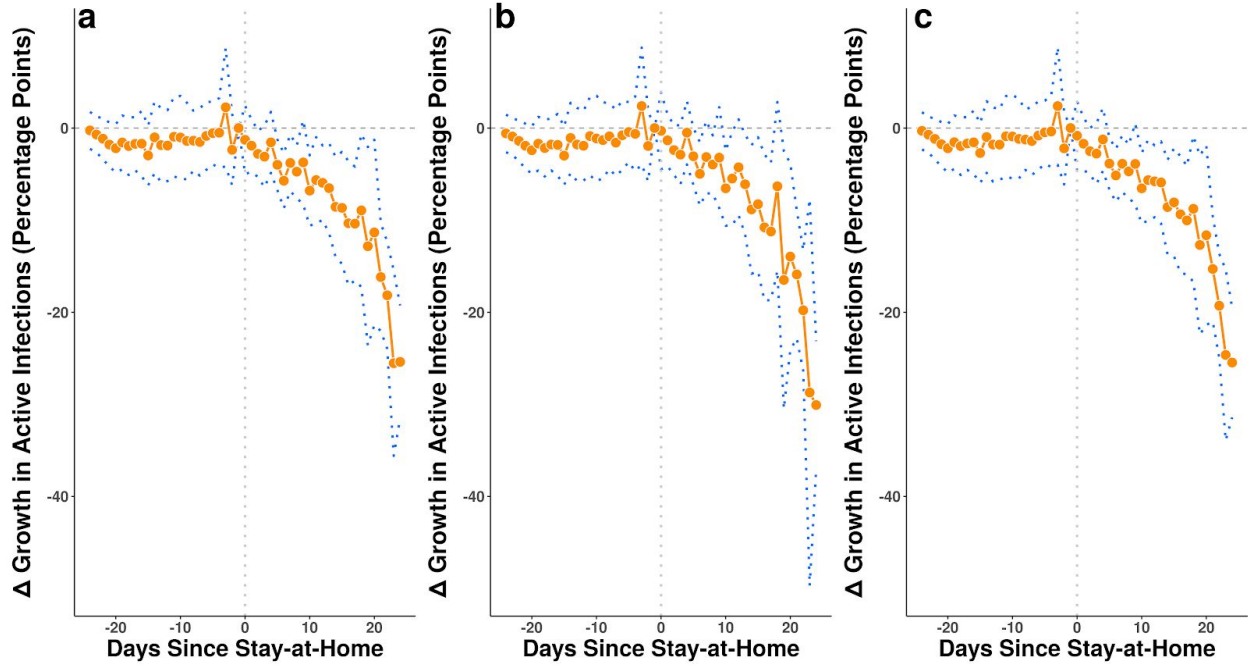 a
Δ Growth in Active Infections (Percentage Points)
0
-20
-40
-20 -10 0 10 20
Days Since Stay-at-Home
b
Δ Growth in Active Infections (Percentage Points)
0
-20
-40
-20 -10 0 10 20
Days Since Stay-at-Home
c
Δ Growth in Active Infections (Percentage Points)
0
-20
-40
-20 -10 0 10 20
Days Since Stay-at-Home